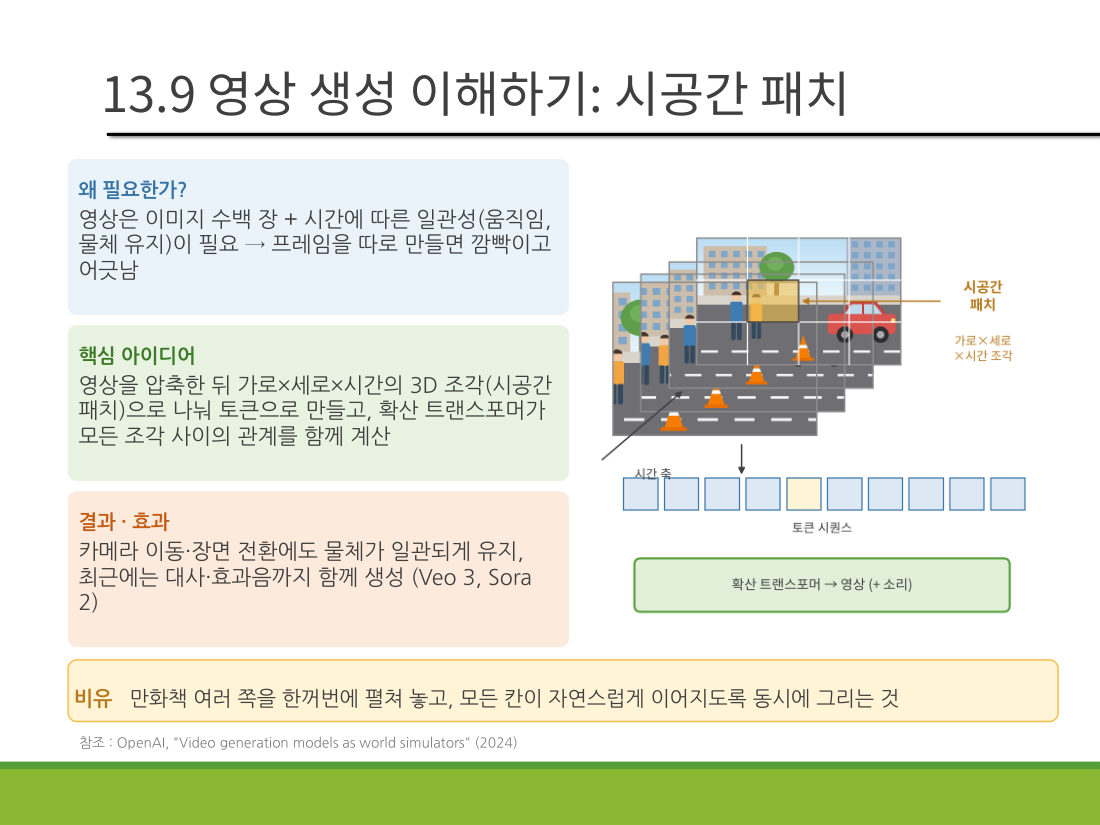 13.9 영상 생성 이해하기: 시공간 패치
왜 필요한가?
영상은 이미지 수백 장 + 시간에 따른 일관성(움직임,
물체 유지)이 필요 → 프레임을 따로 만들면 깜빡이고
어긋남
핵심 아이디어
영상을 압축한 뒤 가로×세로×시간의 3D 조각(시공간
패치)으로 나눠 토큰으로 만들고, 확산 트랜스포머가
모든 조각 사이의 관계를 함께 계산
결과 · 효과
카메라 이동·장면 전환에도 물체가 일관되게 유지,
최근에는 대사·효과음까지 함께 생성 (Veo 3, Sora
2)
시공간
패치
가로×세로
×시간 조각
시간 축
토큰 시퀀스
확산 트랜스포머 → 영상 (+ 소리)
비유 만화책 여러 쪽을 한꺼번에 펼쳐 놓고, 모든 칸이 자연스럽게 이어지도록 동시에 그리는 것
참조 : OpenAI, "Video generation models as world simulators" (2024)